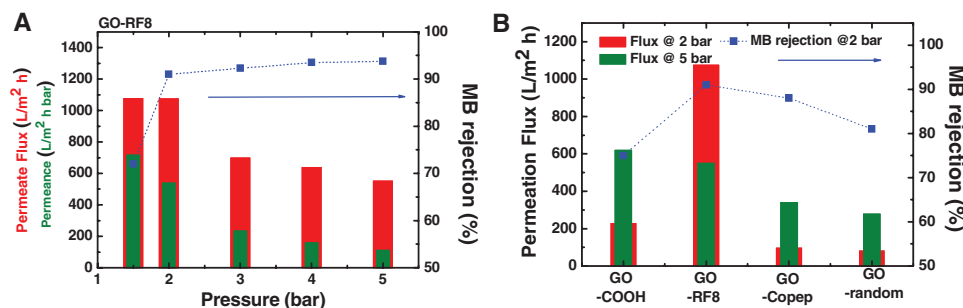 A
GO-RF8
Permeate Flux (L/m² h)
Permeance (L/m² h bar)
1400
1200
1000
800
600
400
200
0
100
90
80
70
60
50
MB rejection (%)
1 2 3 4 5
Pressure (bar)
B
Flux @ 2 bar
Flux @ 5 bar
MB rejection @2 bar
Permeation Flux (L/m² h)
1200
1000
800
600
400
200
0
100
90
80
70
60
50
MB rejection (%)
GO GO GO GO
-COOH -RF8 -Copep -random